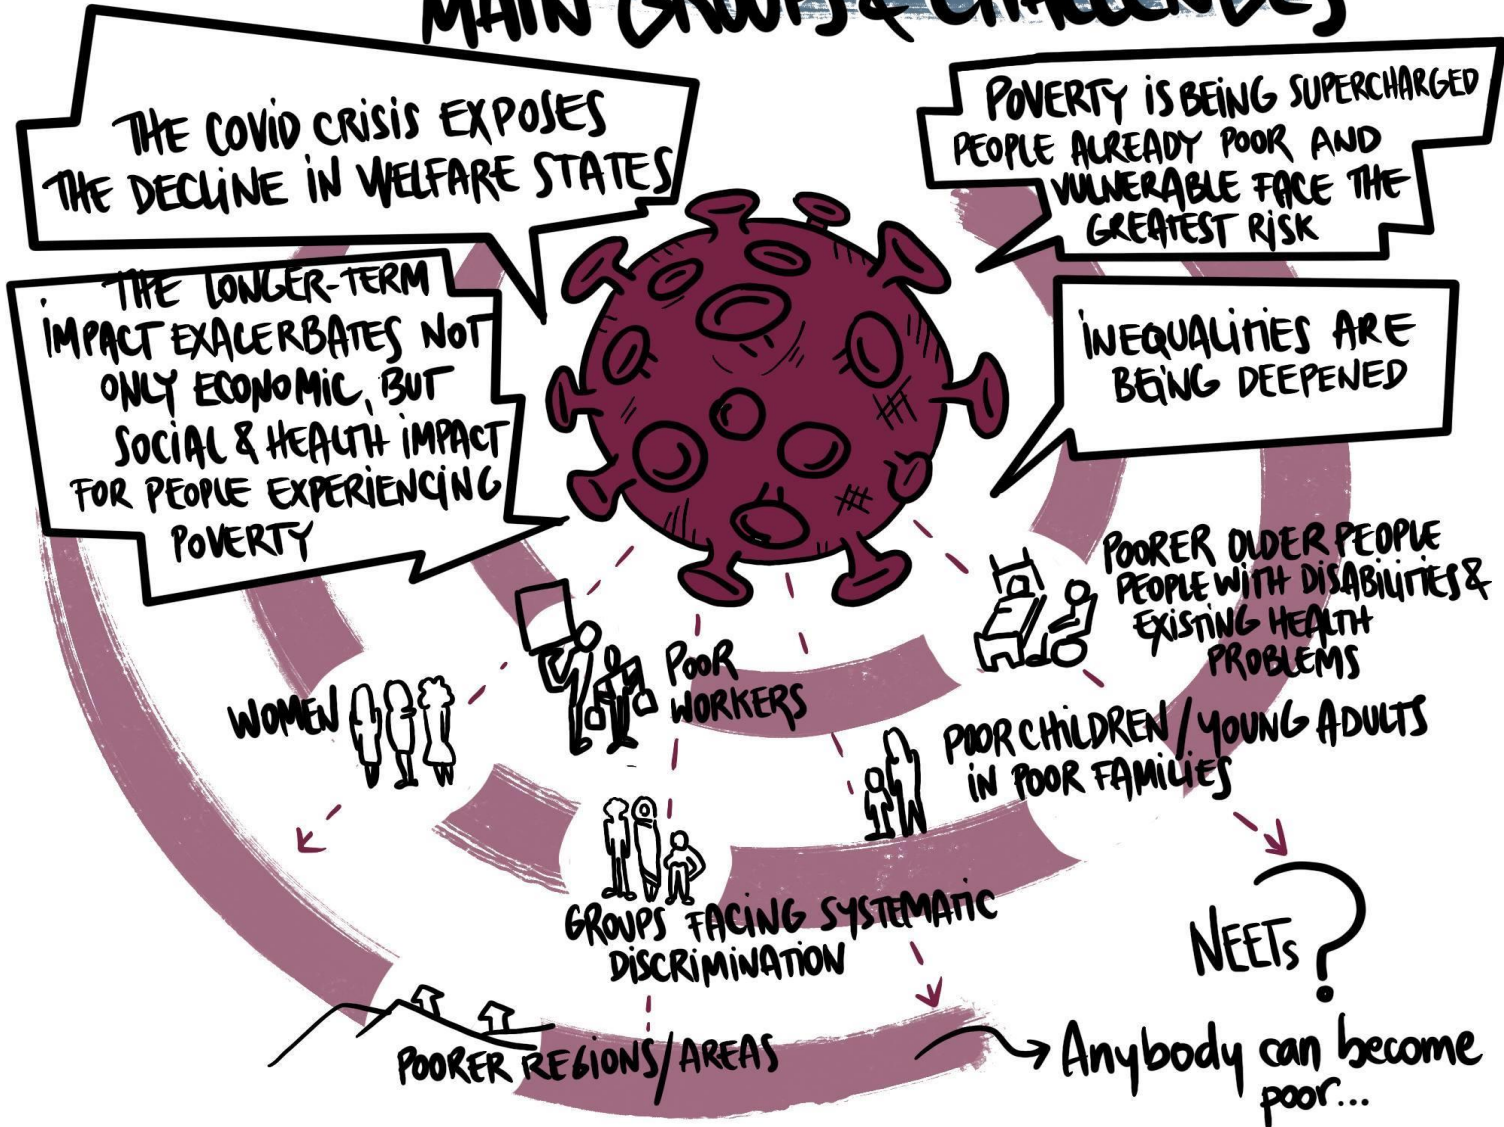 MAIN GROUPS & CHALLENGES
THE COVID CRISIS EXPOSES
THE DECLINE IN WELFARE STATES
POVERTY IS BEING SUPERCHARGED
PEOPLE ALREADY POOR AND
VULNERABLE FACE THE
GREATEST RISK
THE LONGER-TERM
IMPACT EXACERBATES NOT
ONLY ECONOMIC, BUT
SOCIAL & HEALTH IMPACT
FOR PEOPLE EXPERIENCING
POVERTY
INEQUALITIES ARE
BEING DEEPENED
POORER OLDER PEOPLE
PEOPLE WITH DISABILITIES &
EXISTING HEALTH
PROBLEMS
WOMEN
POOR
WORKERS
POOR CHILDREN/YOUNG ADULTS
IN POOR FAMILIES
GROUPS FACING SYSTEMATIC
DISCRIMINATION
NEETs?
POORER REGIONS/AREAS
Anybody can become
poor...